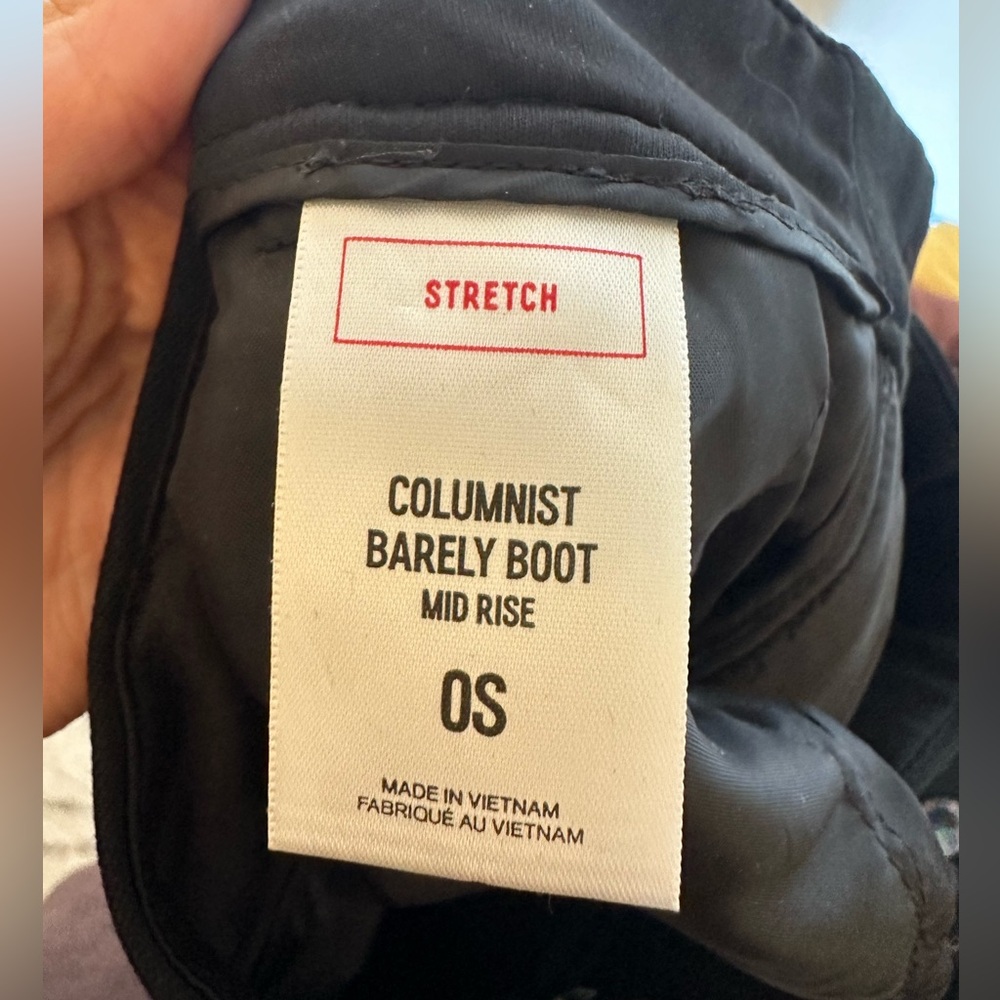 STRETCH
COLUMNIST
BARELY BOOT
MID RISE
0S
MADE IN VIETNAM
FABRIQUÉ AU VIETNAM